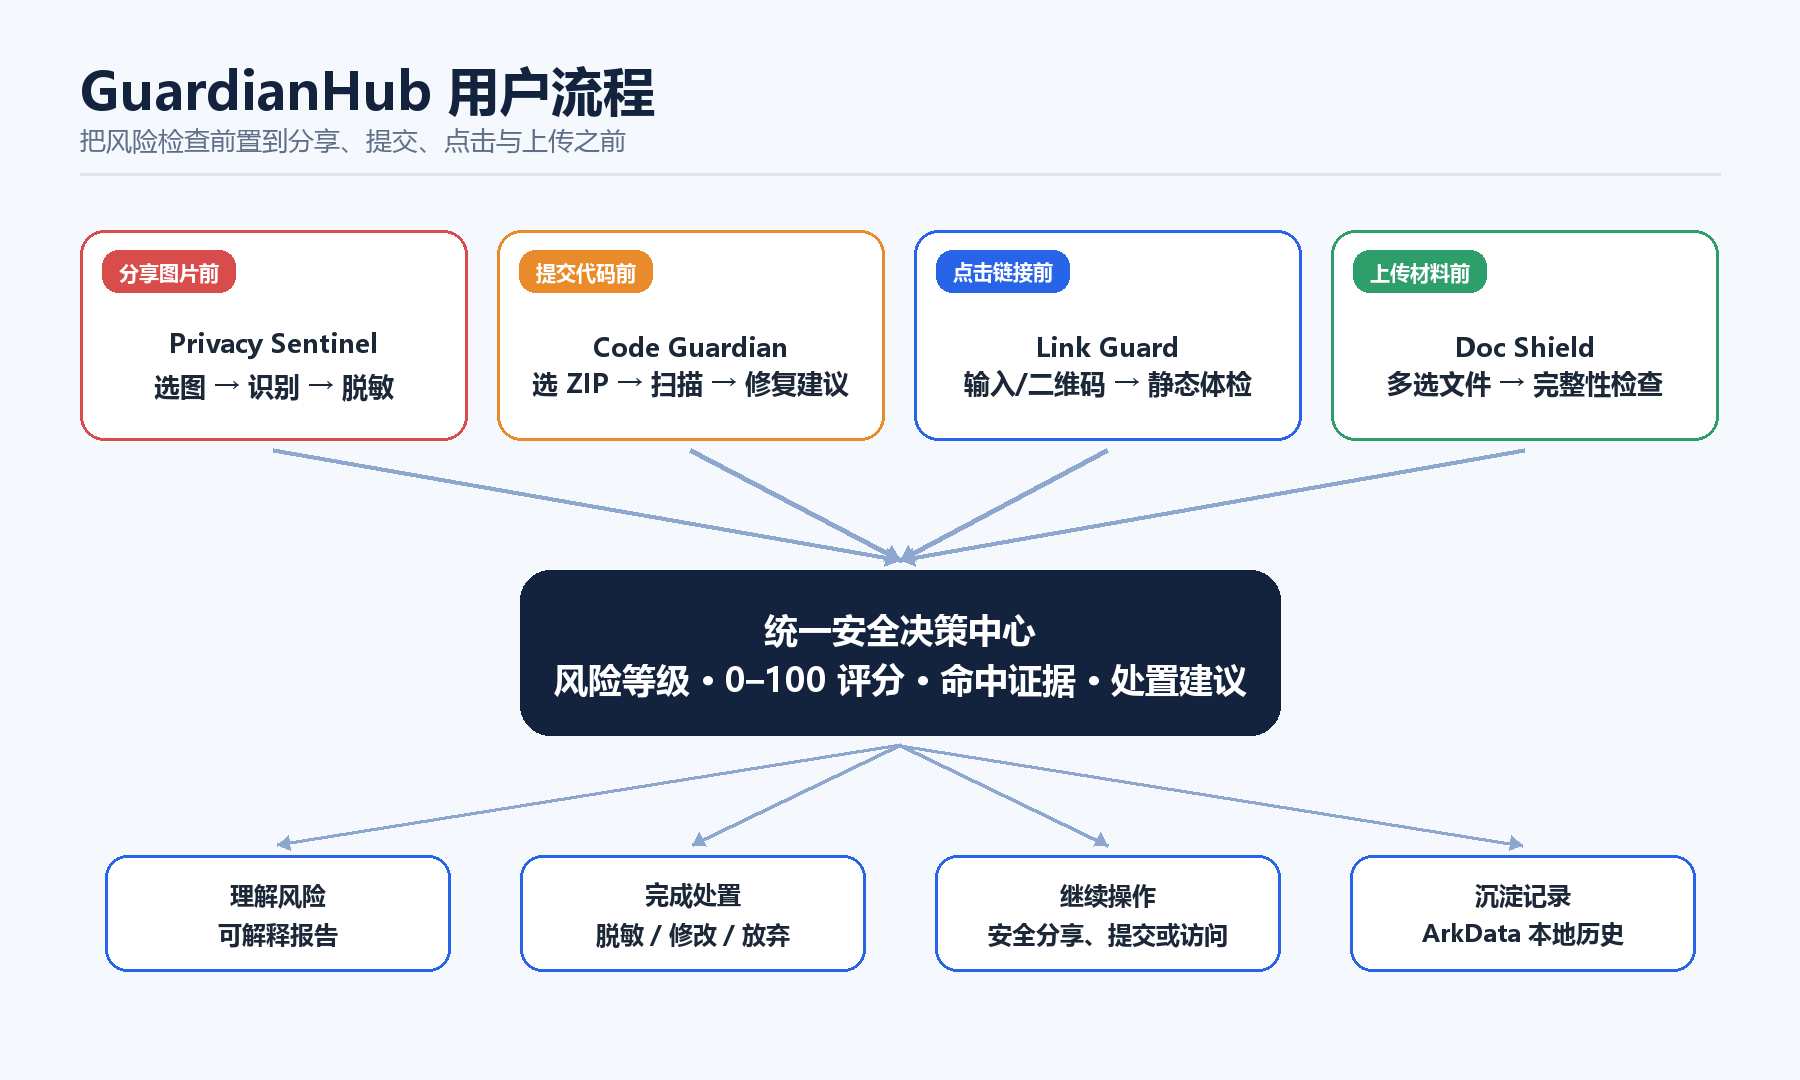 GuardianHub 用户流程
把风险检查前置到分享、提交、点击与上传之前
分享图片前
Privacy Sentinel
选图 → 识别 → 脱敏
提交代码前
Code Guardian
选 ZIP → 扫描 → 修复建议
点击链接前
Link Guard
输入/二维码 → 静态体检
上传材料前
Doc Shield
多选文件 → 完整性检查
统一安全决策中心
风险等级 • 0–100 评分 • 命中证据 • 处置建议
理解风险
可解释报告
完成处置
脱敏 / 修改 / 放弃
继续操作
安全分享、提交或访问
沉淀记录
ArkData 本地历史